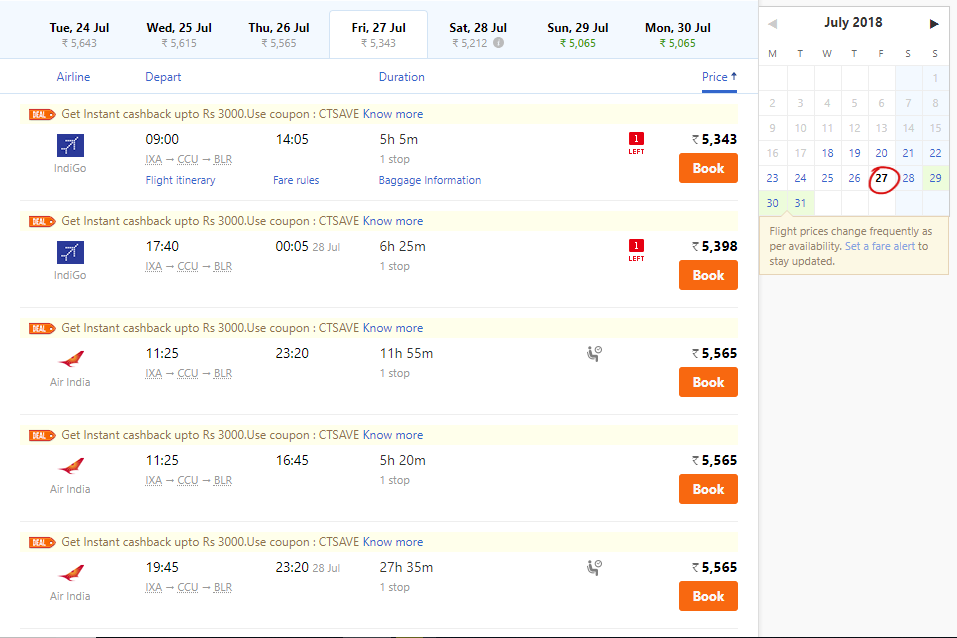 Tue, 24 Jul Wed, 25 Jul Thu, 26 Jul Fri, 27 Jul Sat, 28 Jul Sun, 29 Jul Mon, 30 Jul
₹ 5,643 ₹ 5,615 ₹ 5,565 ₹ 5,343 ₹ 5,212 i ₹ 5,065 ₹ 5,065
Airline Depart Duration Price ↑
DEAL Get Instant cashback upto Rs 3000.Use coupon : CTSAVE Know more
09:00 14:05 5h 5m 1 ₹ 5,343
IXA → CCU → BLR 1 stop LEFT
IndiGo Book
Flight itinerary Fare rules Baggage Information
DEAL Get Instant cashback upto Rs 3000.Use coupon : CTSAVE Know more
17:40 00:05 28 Jul 6h 25m 1 ₹ 5,398
IXA → CCU → BLR 1 stop LEFT
IndiGo Book
DEAL Get Instant cashback upto Rs 3000.Use coupon : CTSAVE Know more
11:25 23:20 11h 55m ₹ 5,565
IXA → CCU → BLR 1 stop
Air India Book
DEAL Get Instant cashback upto Rs 3000.Use coupon : CTSAVE Know more
11:25 16:45 5h 20m ₹ 5,565
IXA → CCU → BLR 1 stop
Air India Book
DEAL Get Instant cashback upto Rs 3000.Use coupon : CTSAVE Know more
19:45 23:20 28 Jul 27h 35m ₹ 5,565
IXA → CCU → BLR 1 stop
Air India Book
July 2018
M T W T F S S
1
2 3 4 5 6 7 8
9 10 11 12 13 14 15
16 17 18 19 20 21 22
23 24 25 26 27 28 29
30 31
Flight prices change frequently as
per availability. Set a fare alert to
stay updated.